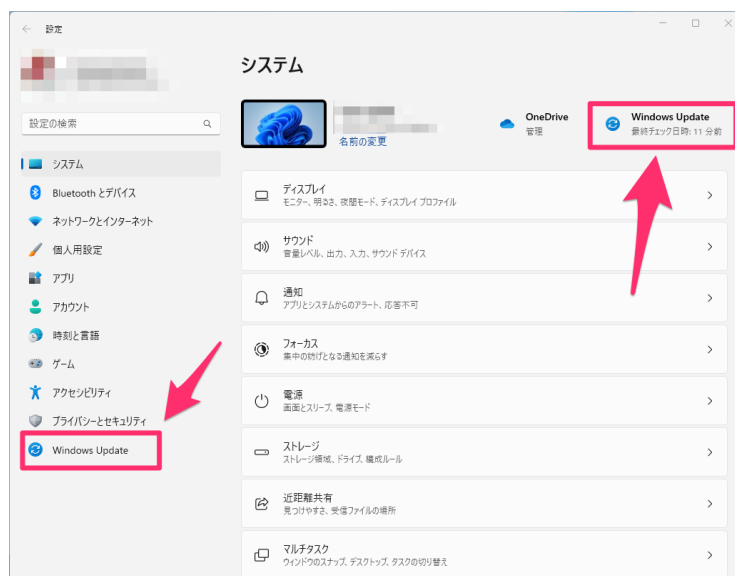 設定
設定の検索
システム
Bluetooth とデバイス
ネットワークとインターネット
個人用設定
アプリ
アカウント
時刻と言語
ゲーム
アクセシビリティ
プライバシーとセキュリティ
Windows Update
システム
名前の変更
OneDrive
管理
Windows Update
最終チェック日時: 11 分前
ディスプレイ
モニター、明るさ、夜間モード、ディスプレイ プロファイル
サウンド
音量レベル、出力、入力、サウンド デバイス
通知
アプリとシステムからのアラート、応答不可
フォーカス
集中の妨げとなる通知を減らす
電源
画面とスリープ、電源モード
ストレージ
ストレージ領域、ドライブ、構成ルール
近距離共有
見つけやすさ、受信ファイルの場所
マルチタスク
ウィンドウのスナップ、デスクトップ、タスクの切り替え